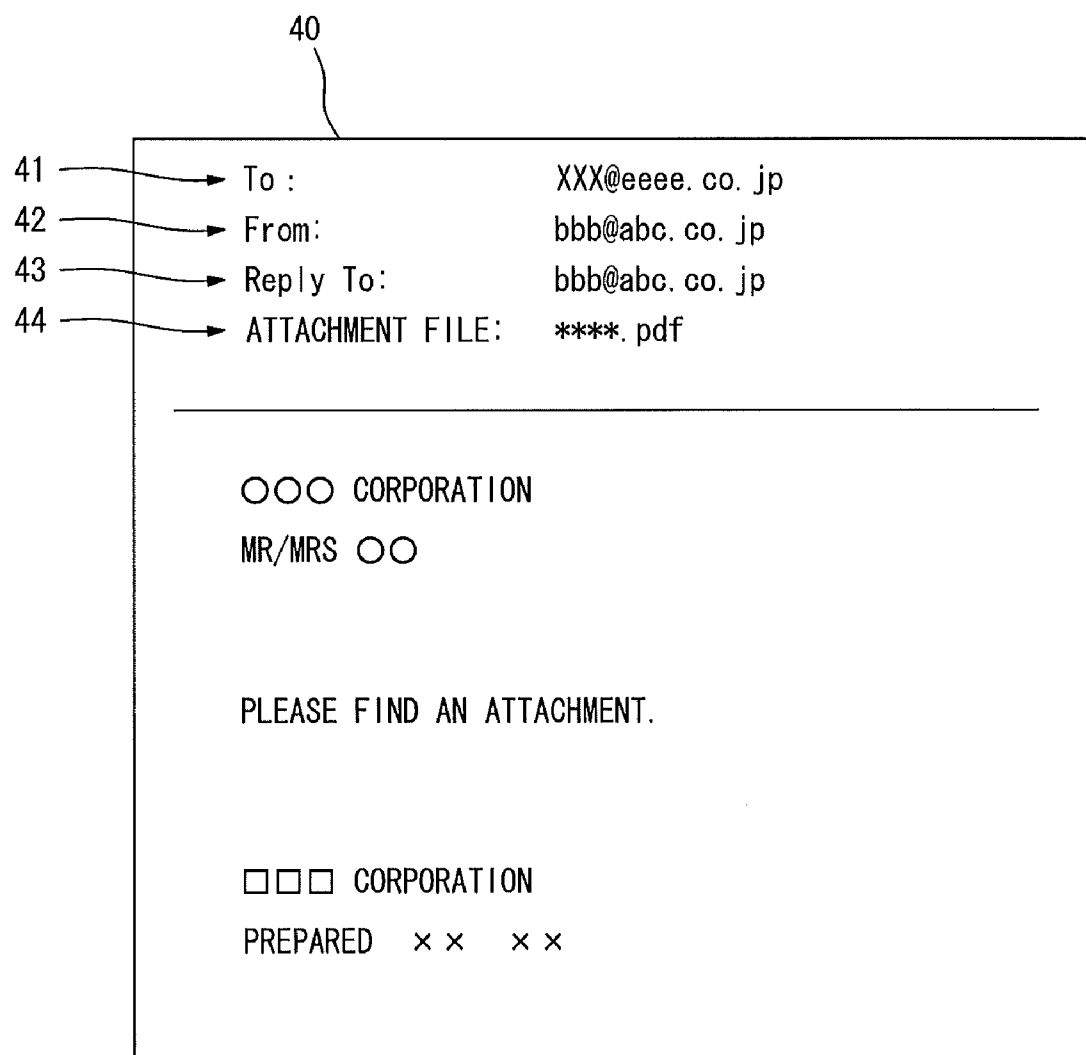 40
41 To : XXX@eeee.co.jp
42 From: bbb@abc.co.jp
43 Reply To: bbb@abc.co.jp
44 ATTACHMENT FILE: ****.pdf
○○○ CORPORATION
MR/MRS ○○
PLEASE FIND AN ATTACHMENT.
□□□ CORPORATION
PREPARED ×× ××